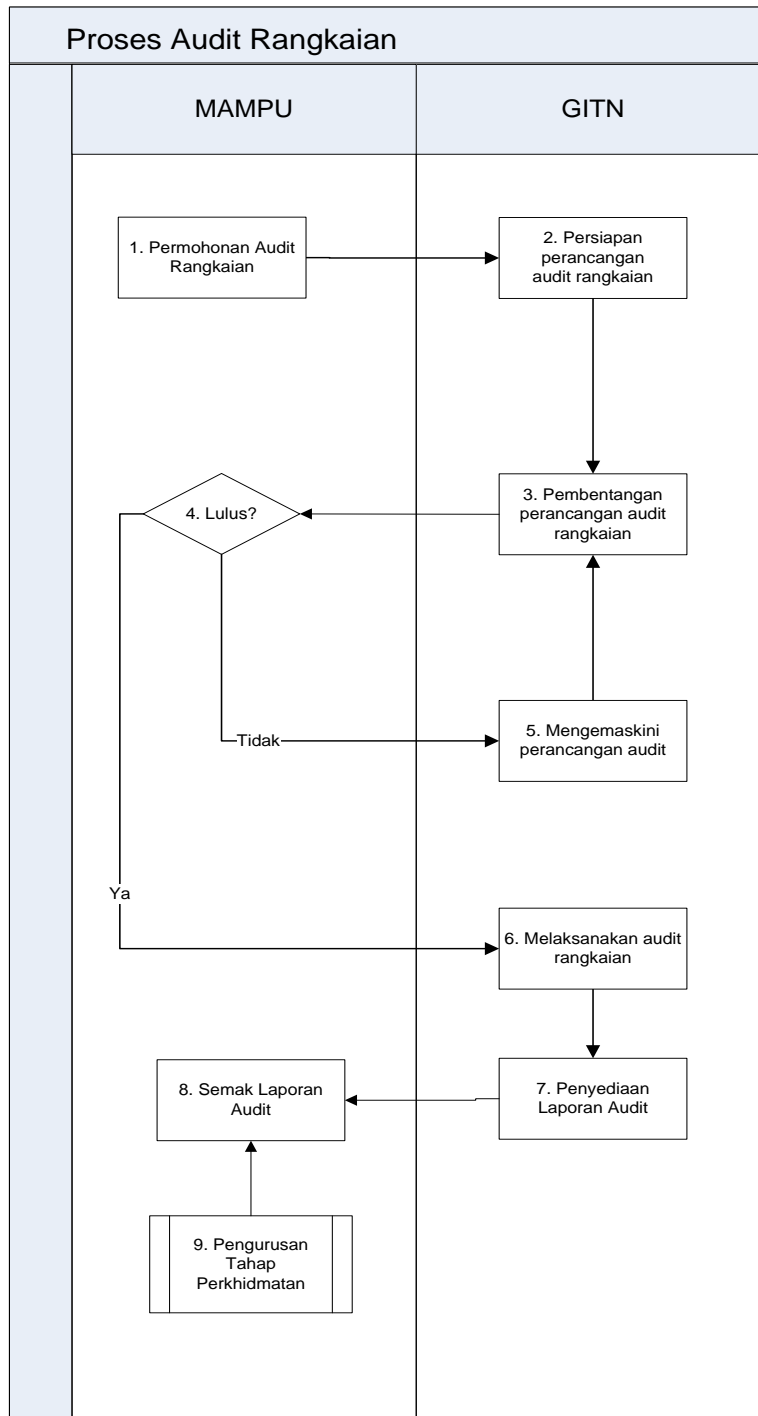 Proses Audit Rangkaian
MAMPU
GITN
1. Permohonan Audit
Rangkaian
2. Persiapan
perancangan
audit rangkaian
4. Lulus?
3. Pembentangan
perancangan audit
rangkaian
Tidak
5. Mengemaskini
perancangan audit
Ya
6. Melaksanakan audit
rangkaian
8. Semak Laporan
Audit
7. Penyediaan
Laporan Audit
9. Pengurusan
Tahap
Perkhidmatan